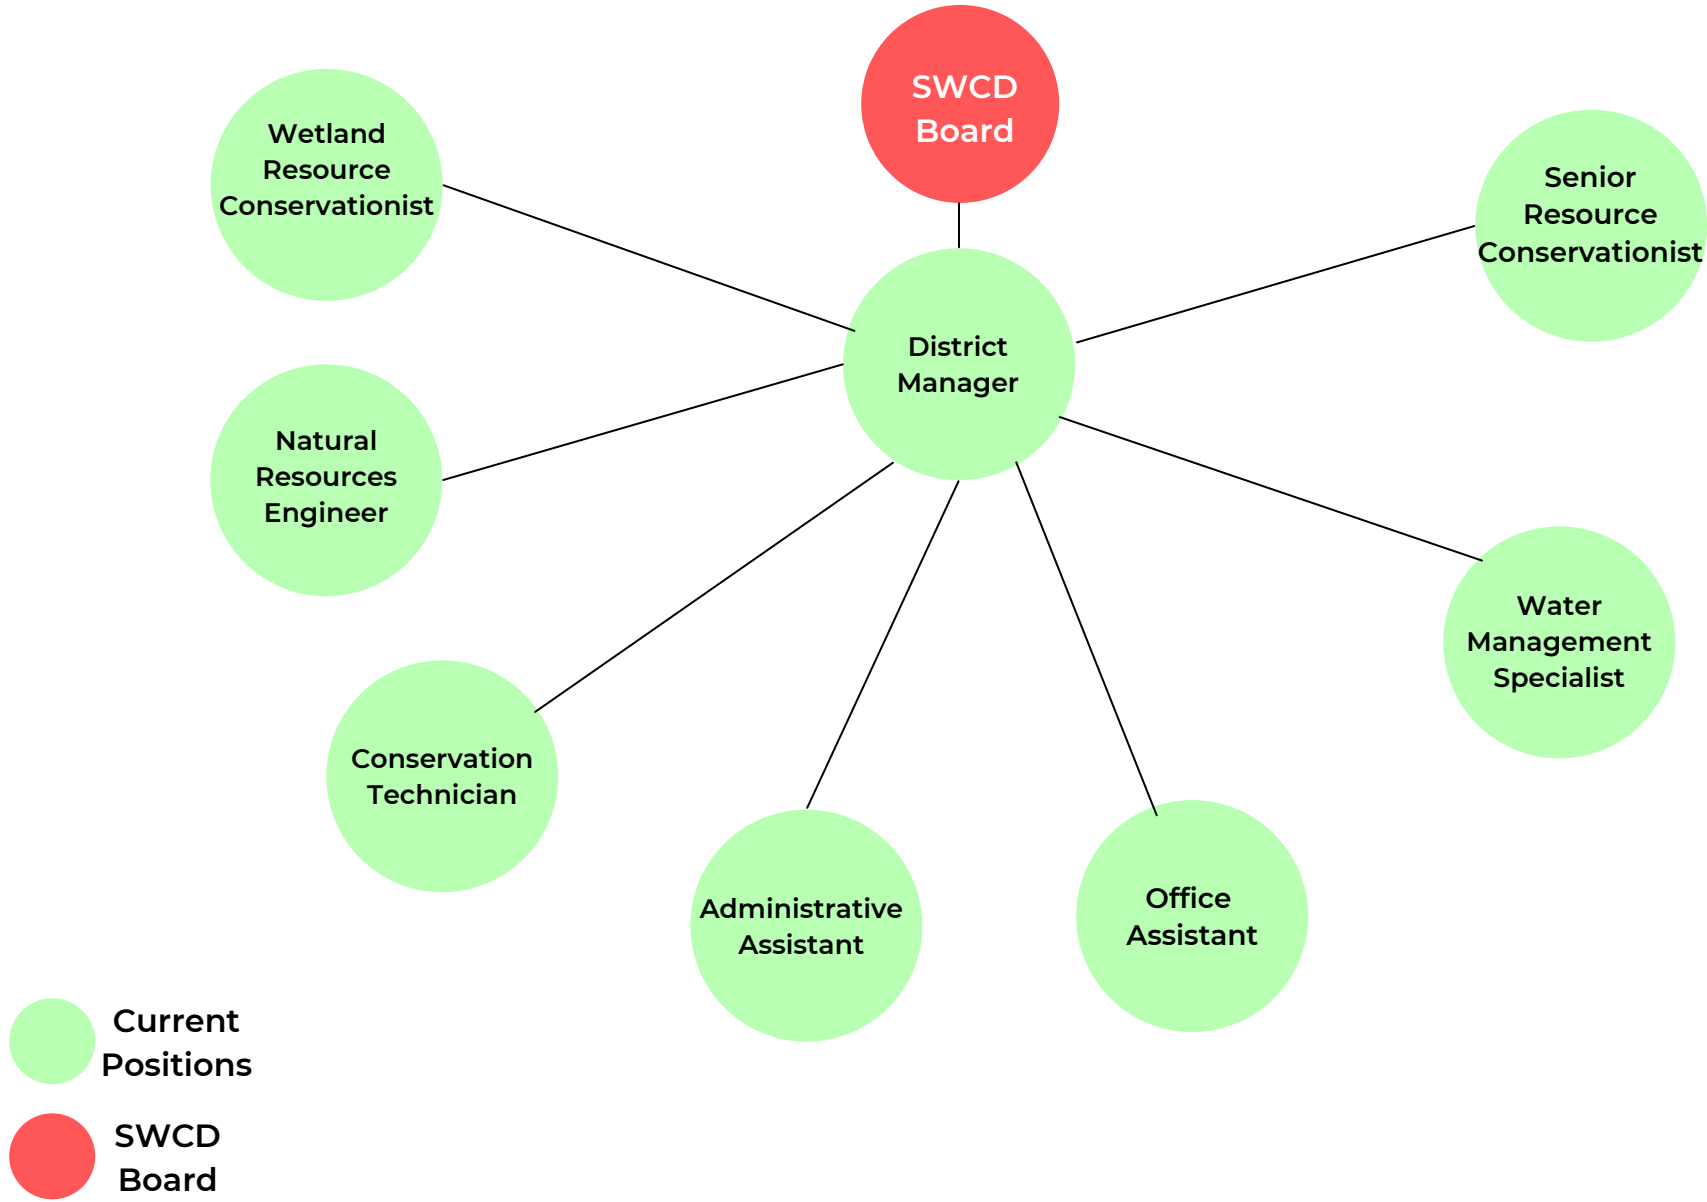 SWCD
Board
Wetland
Resource
Conservationist
Senior
Resource
Conservationist
District
Manager
Natural
Resources
Engineer
Water
Management
Specialist
Conservation
Technician
Administrative
Assistant
Office
Assistant
Current
Positions
SWCD
Board